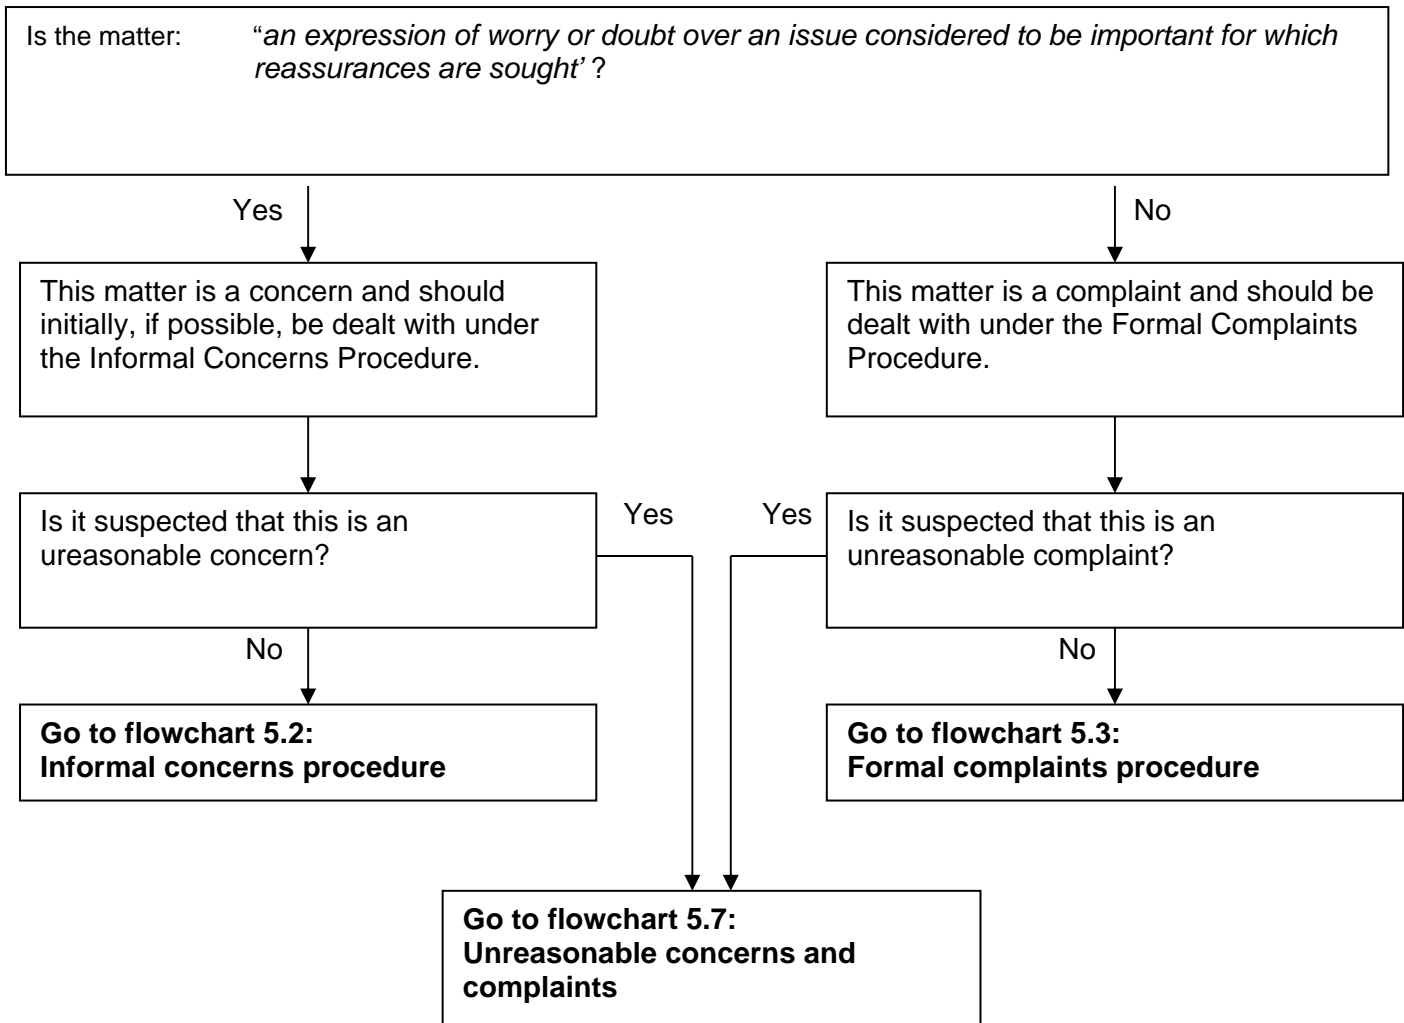 Is the matter: “an expression of worry or doubt over an issue considered to be important for which
reassurances are sought’ ?
Yes
No
This matter is a concern and should
initially, if possible, be dealt with under
the Informal Concerns Procedure.
This matter is a complaint and should be
dealt with under the Formal Complaints
Procedure.
Is it suspected that this is an
ureasonable concern?
Yes
Yes
Is it suspected that this is an
unreasonable complaint?
No
No
Go to flowchart 5.2:
Informal concerns procedure
Go to flowchart 5.3:
Formal complaints procedure
Go to flowchart 5.7:
Unreasonable concerns and
complaints